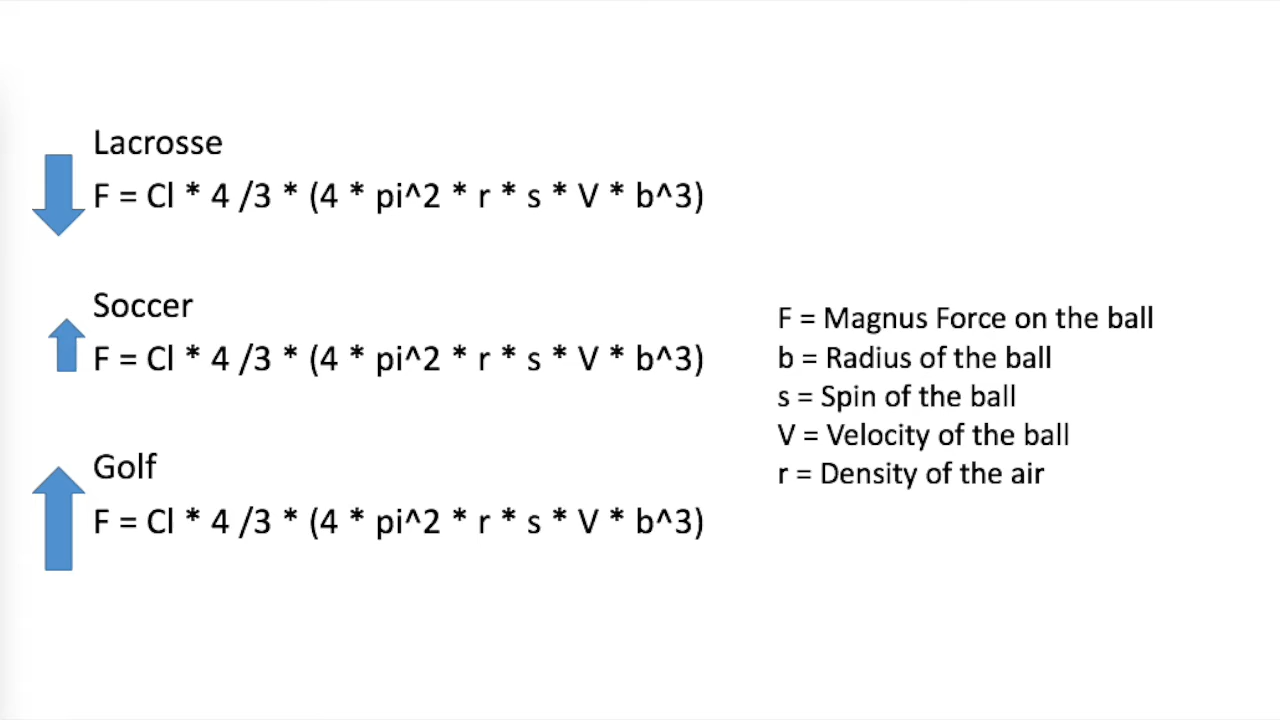 Lacrosse
F = Cl * 4 /3 * (4 * pi^2 * r * s * V * b^3)
Soccer
F = Cl * 4 /3 * (4 * pi^2 * r * s * V * b^3)
Golf
F = Cl * 4 /3 * (4 * pi^2 * r * s * V * b^3)
F = Magnus Force on the ball
b = Radius of the ball
s = Spin of the ball
V = Velocity of the ball
r = Density of the air